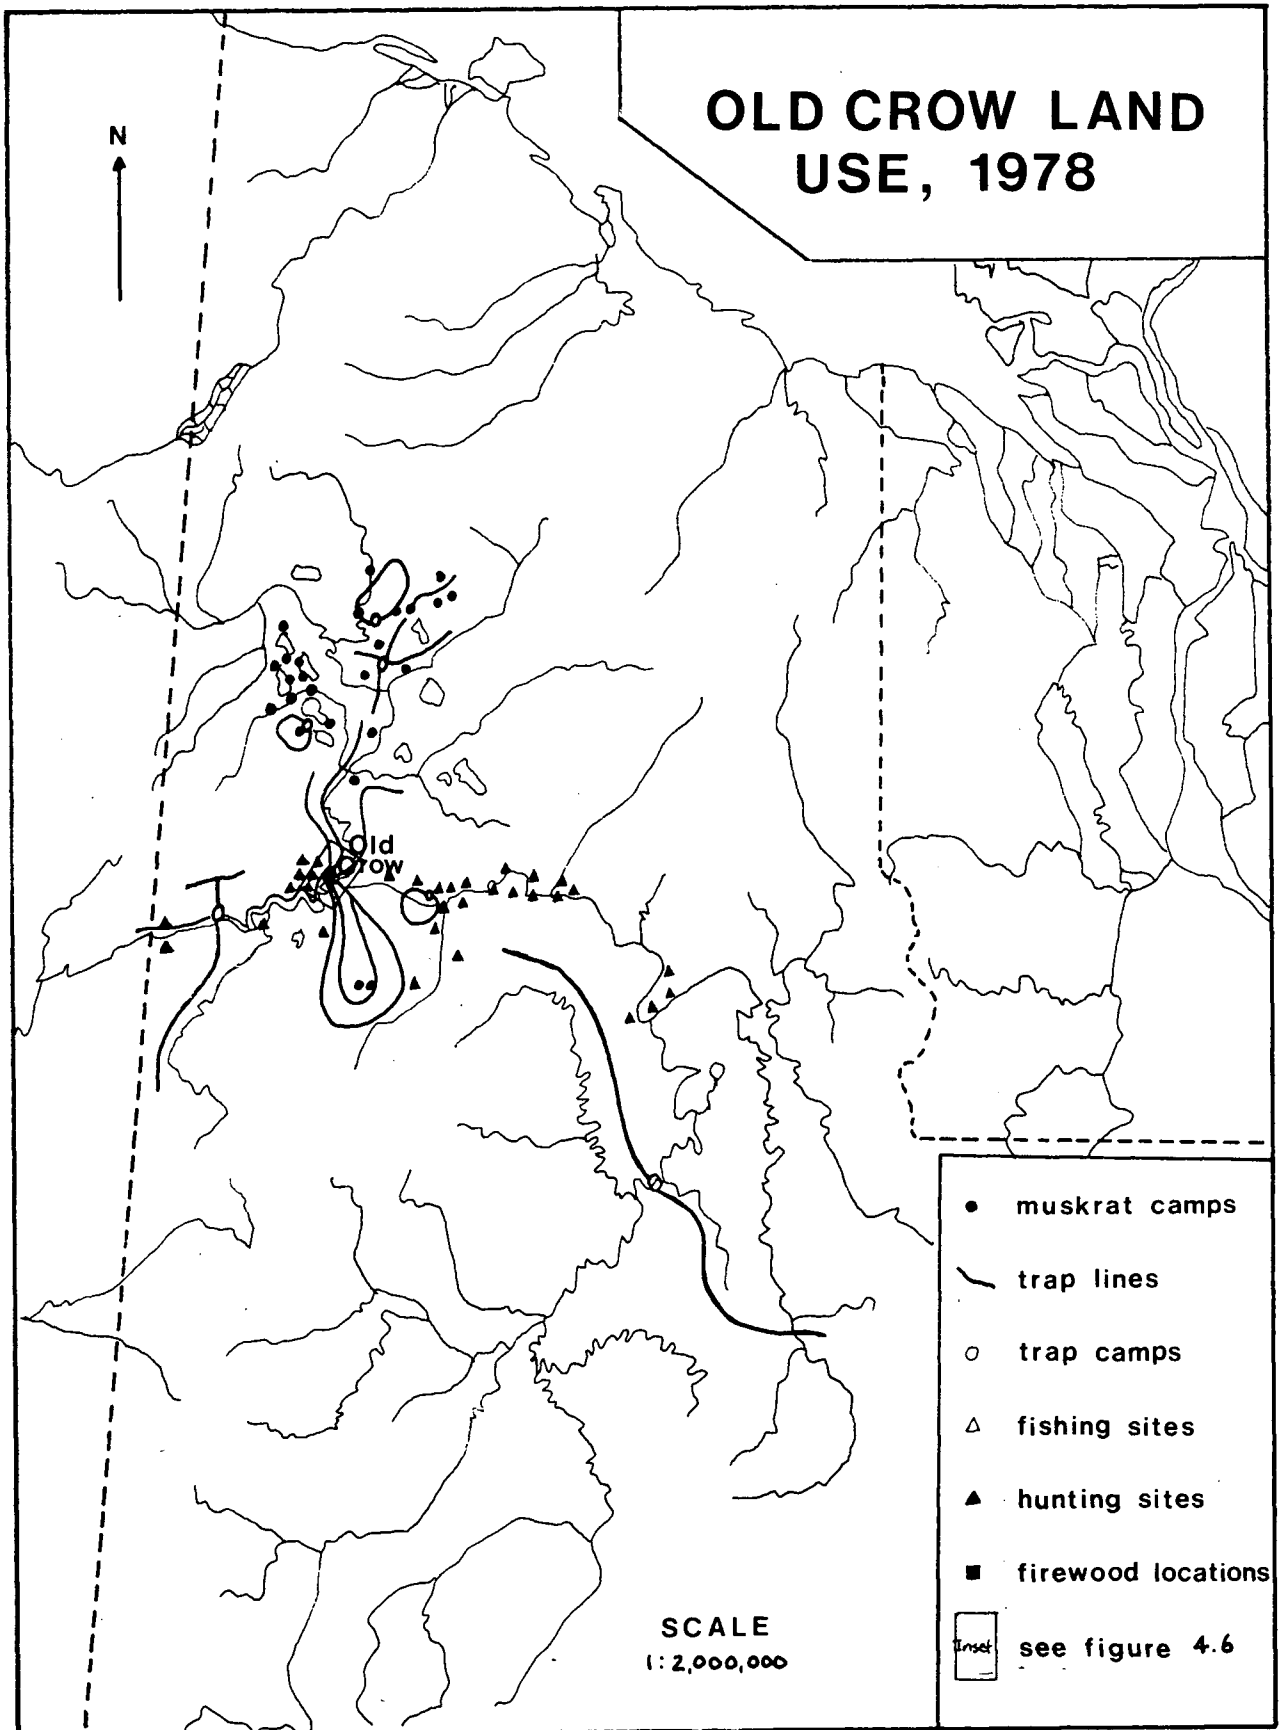 OLD CROW LAND
USE, 1978
N
Old
Crow
SCALE
1:2,000,000
muskrat camps
trap lines
trap camps
fishing sites
hunting sites
firewood locations
Inset
see figure 4.6